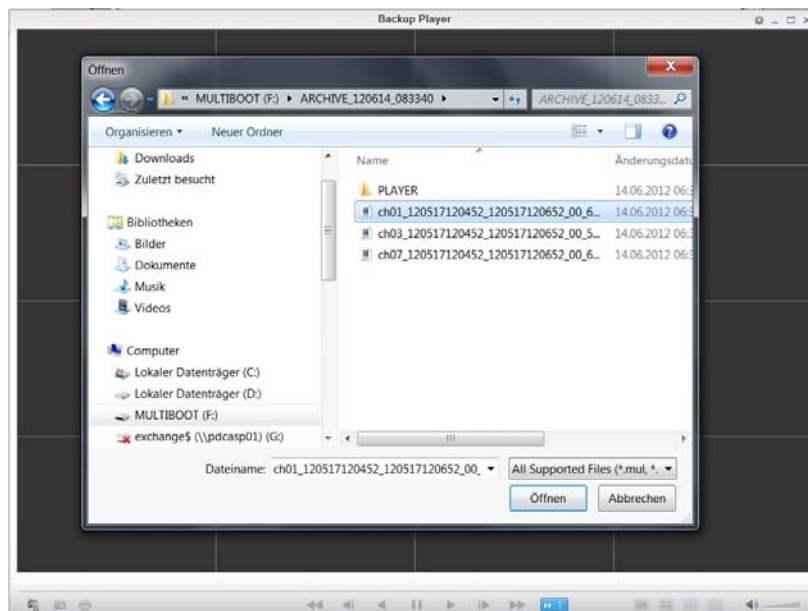 Backup Player
Öffnen
« MULTIBOOT (F:) ARCHIVE_120614_083340
ARCHIVE_120614_0833...
Organisieren Neuer Ordner
Downloads
Zuletzt besucht
Bibliotheken
Bilder
Dokumente
Musik
Videos
Computer
Lokaler Datenträger (C:)
Lokaler Datenträger (D:)
MULTIBOOT (F:)
exchange$ (\\pdcasp01) (G:)
Name Änderungsdatu
PLAYER 14.06.2012 06:3
ch01_120517120452_120517120652_00_6... 14.06.2012 06:3
ch03_120517120452_120517120652_00_5... 14.06.2012 06:3
ch07_120517120452_120517120652_00_6... 14.06.2012 06:3
Dateiname: ch01_120517120452_120517120652_00_ All Supported Files (*.mul, *.
Öffnen Abbrechen
1